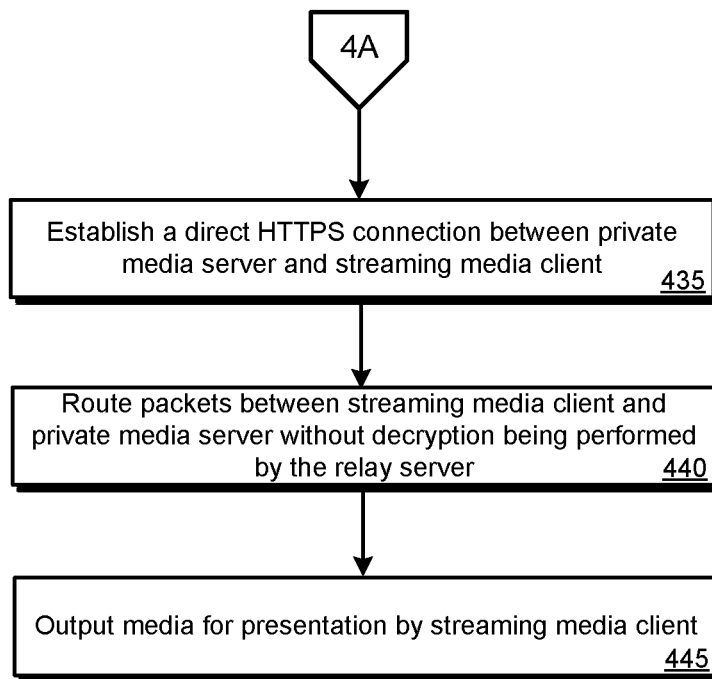 4A
Establish a direct HTTPS connection between private
media server and streaming media client
435
Route packets between streaming media client and
private media server without decryption being performed
by the relay server
440
Output media for presentation by streaming media client
445